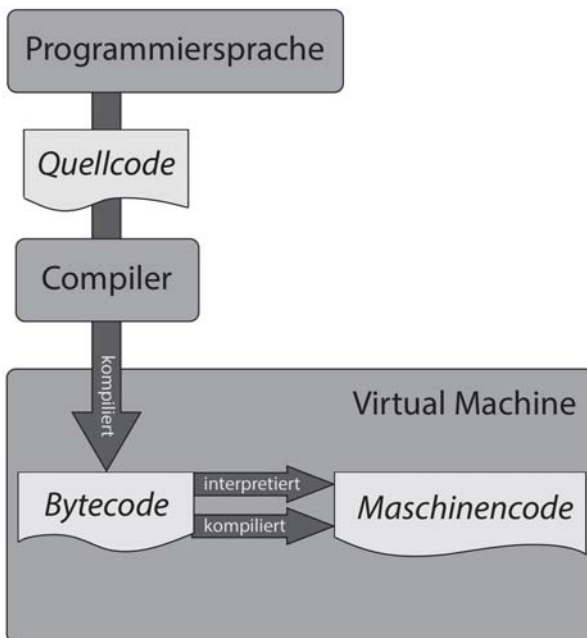 Programmiersprache
Quellcode
Compiler
kompiliert
Virtual Machine
Bytecode
interpretiert
kompiliert
Maschinencode